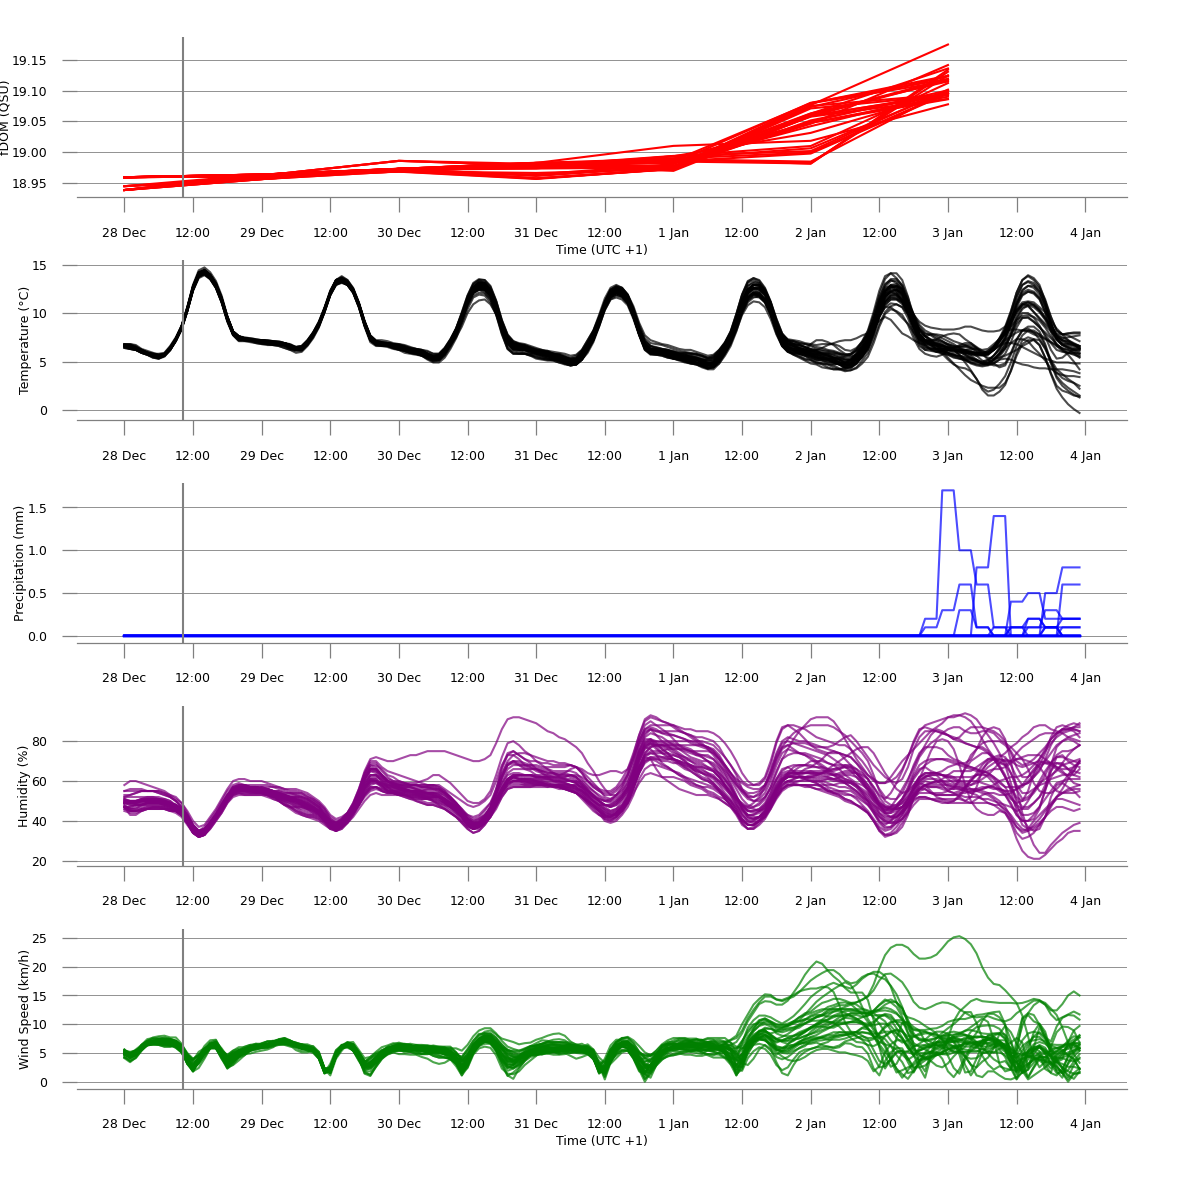 19.15
19.10
19.05
19.00
18.95
fDOM (QSU)
28 Dec 12:00 29 Dec 12:00 30 Dec 12:00 31 Dec 12:00 1 Jan 12:00 2 Jan 12:00 3 Jan 12:00 4 Jan
Time (UTC +1)
15
10
5
0
Temperature (°C)
28 Dec 12:00 29 Dec 12:00 30 Dec 12:00 31 Dec 12:00 1 Jan 12:00 2 Jan 12:00 3 Jan 12:00 4 Jan
1.5
1.0
0.5
0.0
Precipitation (mm)
28 Dec 12:00 29 Dec 12:00 30 Dec 12:00 31 Dec 12:00 1 Jan 12:00 2 Jan 12:00 3 Jan 12:00 4 Jan
80
60
40
20
Humidity (%)
28 Dec 12:00 29 Dec 12:00 30 Dec 12:00 31 Dec 12:00 1 Jan 12:00 2 Jan 12:00 3 Jan 12:00 4 Jan
25
20
15
10
5
0
Wind Speed (km/h)
28 Dec 12:00 29 Dec 12:00 30 Dec 12:00 31 Dec 12:00 1 Jan 12:00 2 Jan 12:00 3 Jan 12:00 4 Jan
Time (UTC +1)